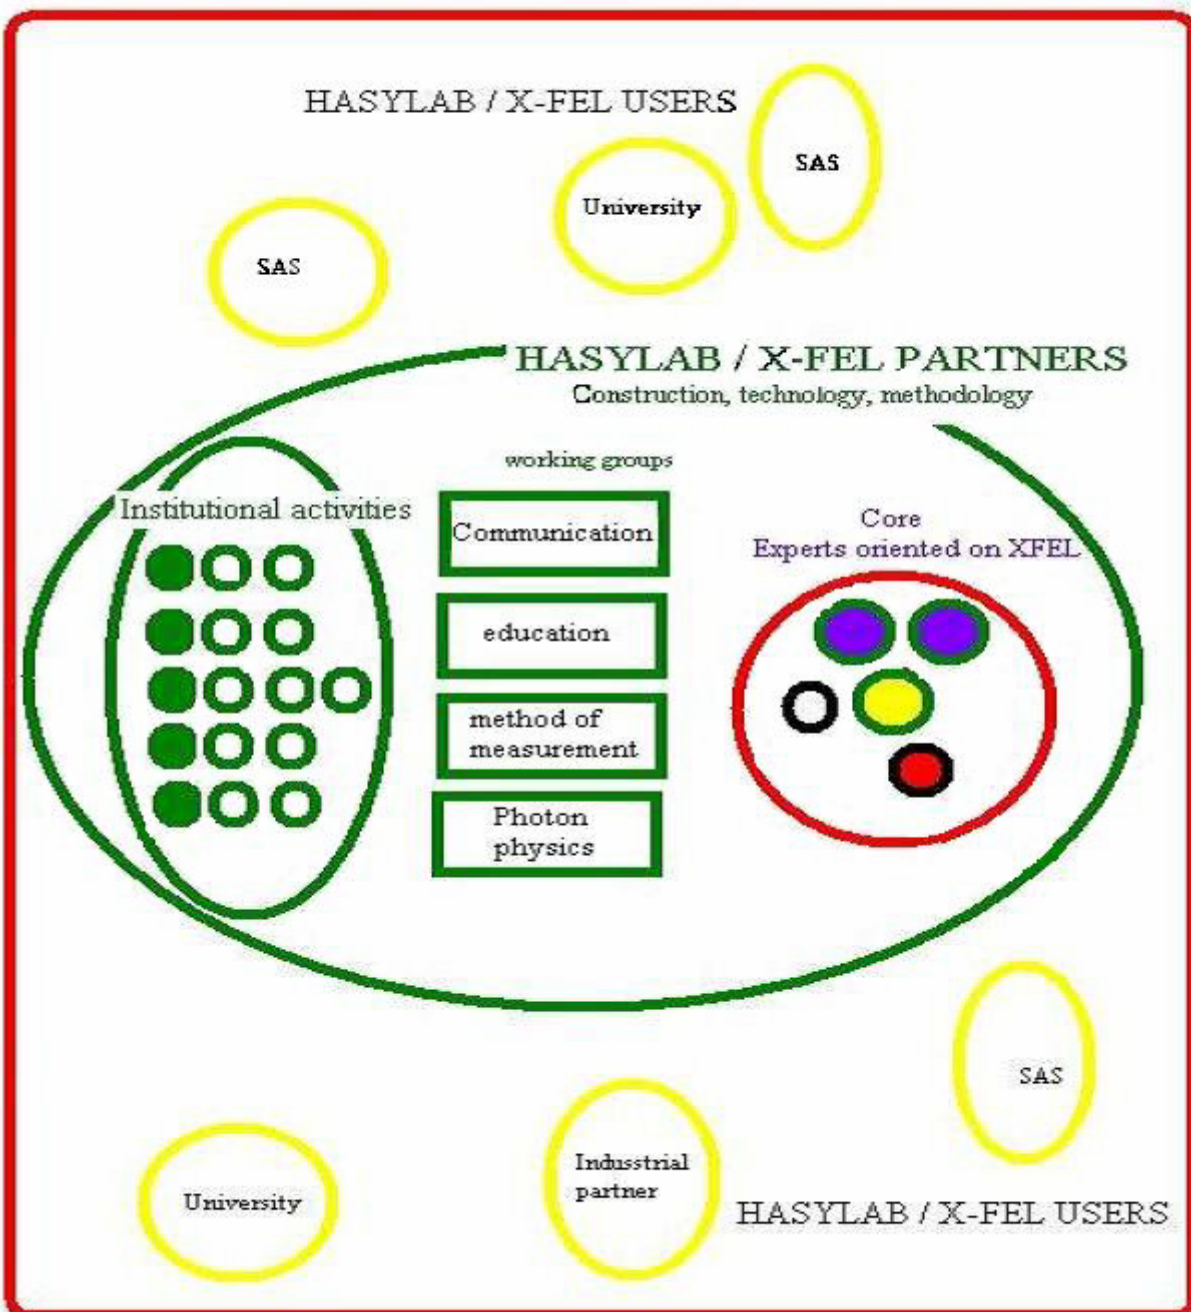 HASYLAB / X-FEL USERS
SAS
University
SAS
HASYLAB / X-FEL PARTNERS
Construction, technology, methodology
working groups
Institutional activities
Communication
Core
Experts oriented on XFEL
education
method of
measurement
Photon
physics
SAS
Indusstrial
partner
University
HASYLAB / X-FEL USERS